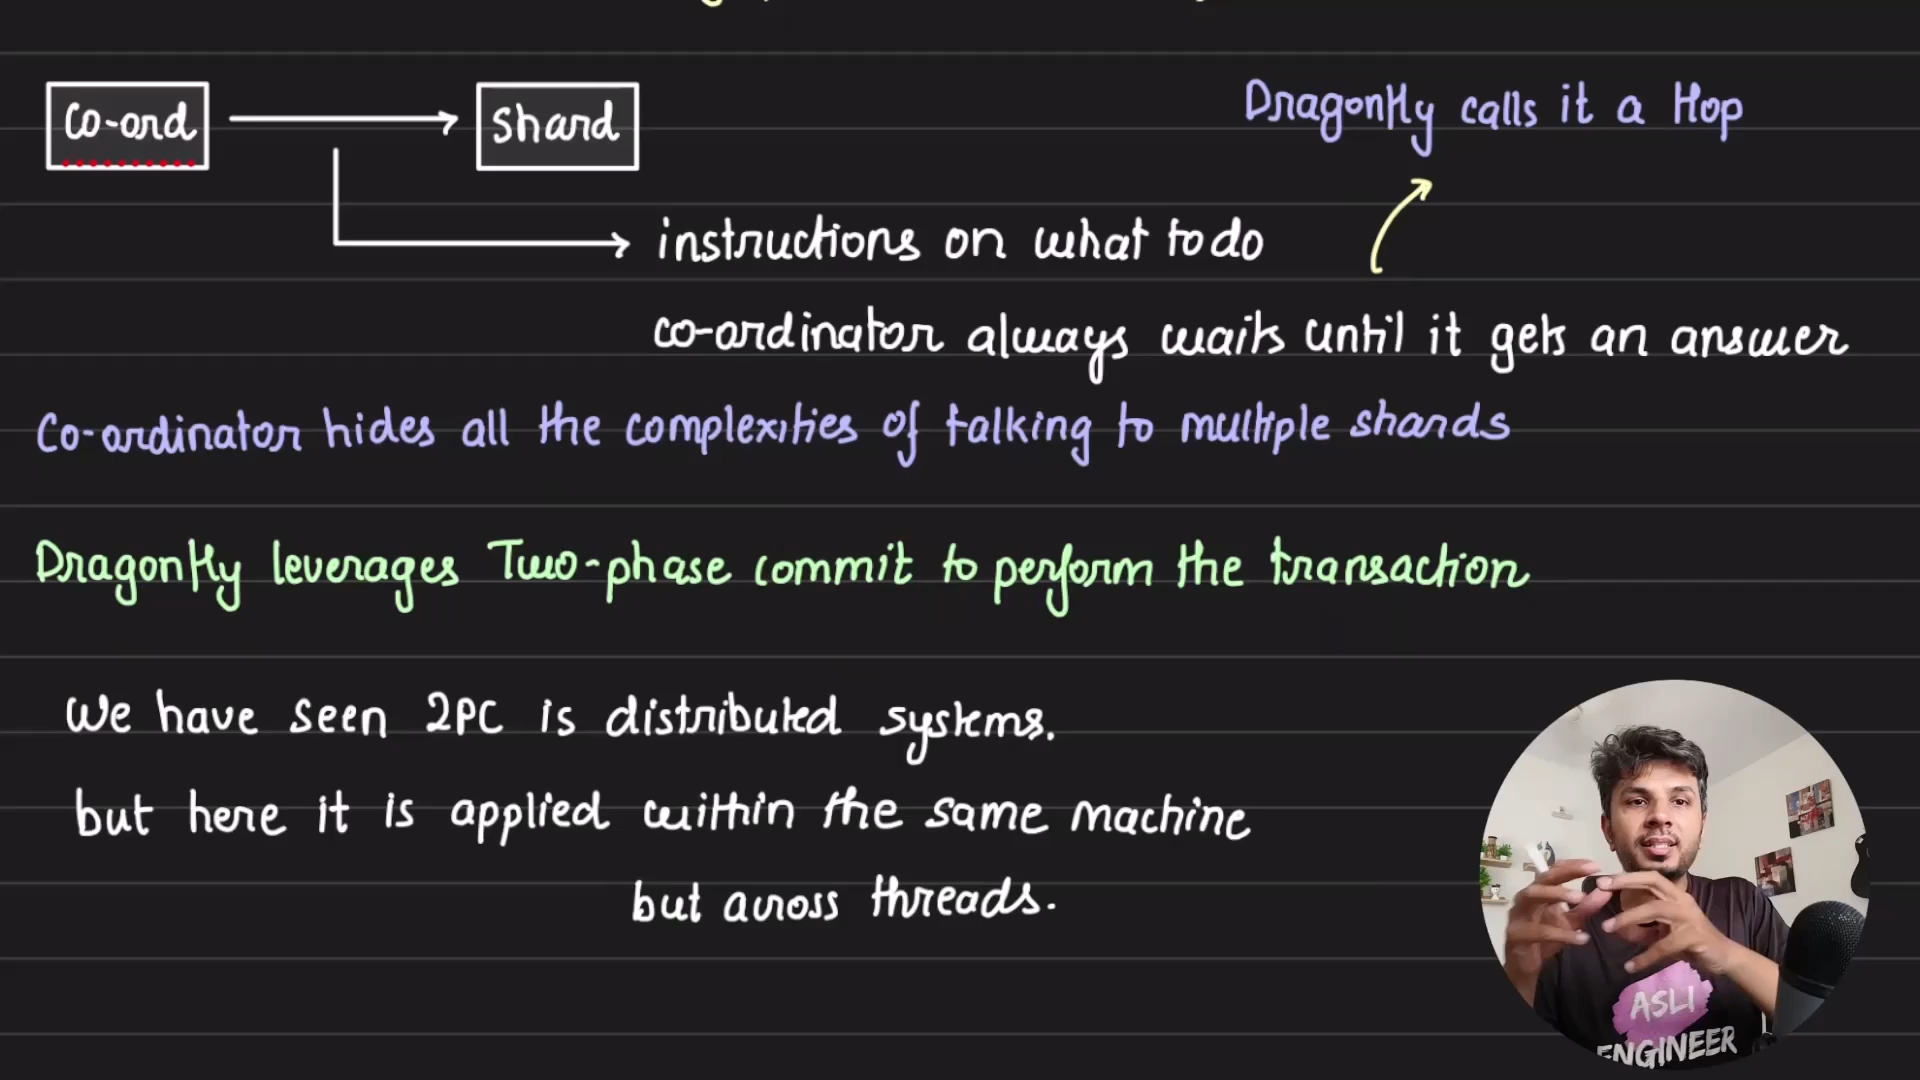 co-ord
shard
Dragonfly calls it a Hop
instructions on what to do
co-ordinator always waits until it gets an answer
Co-ordinator hides all the complexities of talking to multiple shards
Dragonfly leverages Two-phase commit to perform the transaction
We have seen 2PC is distributed systems.
but here it is applied within the same machine
but across threads.
ASLI
ENGINEER